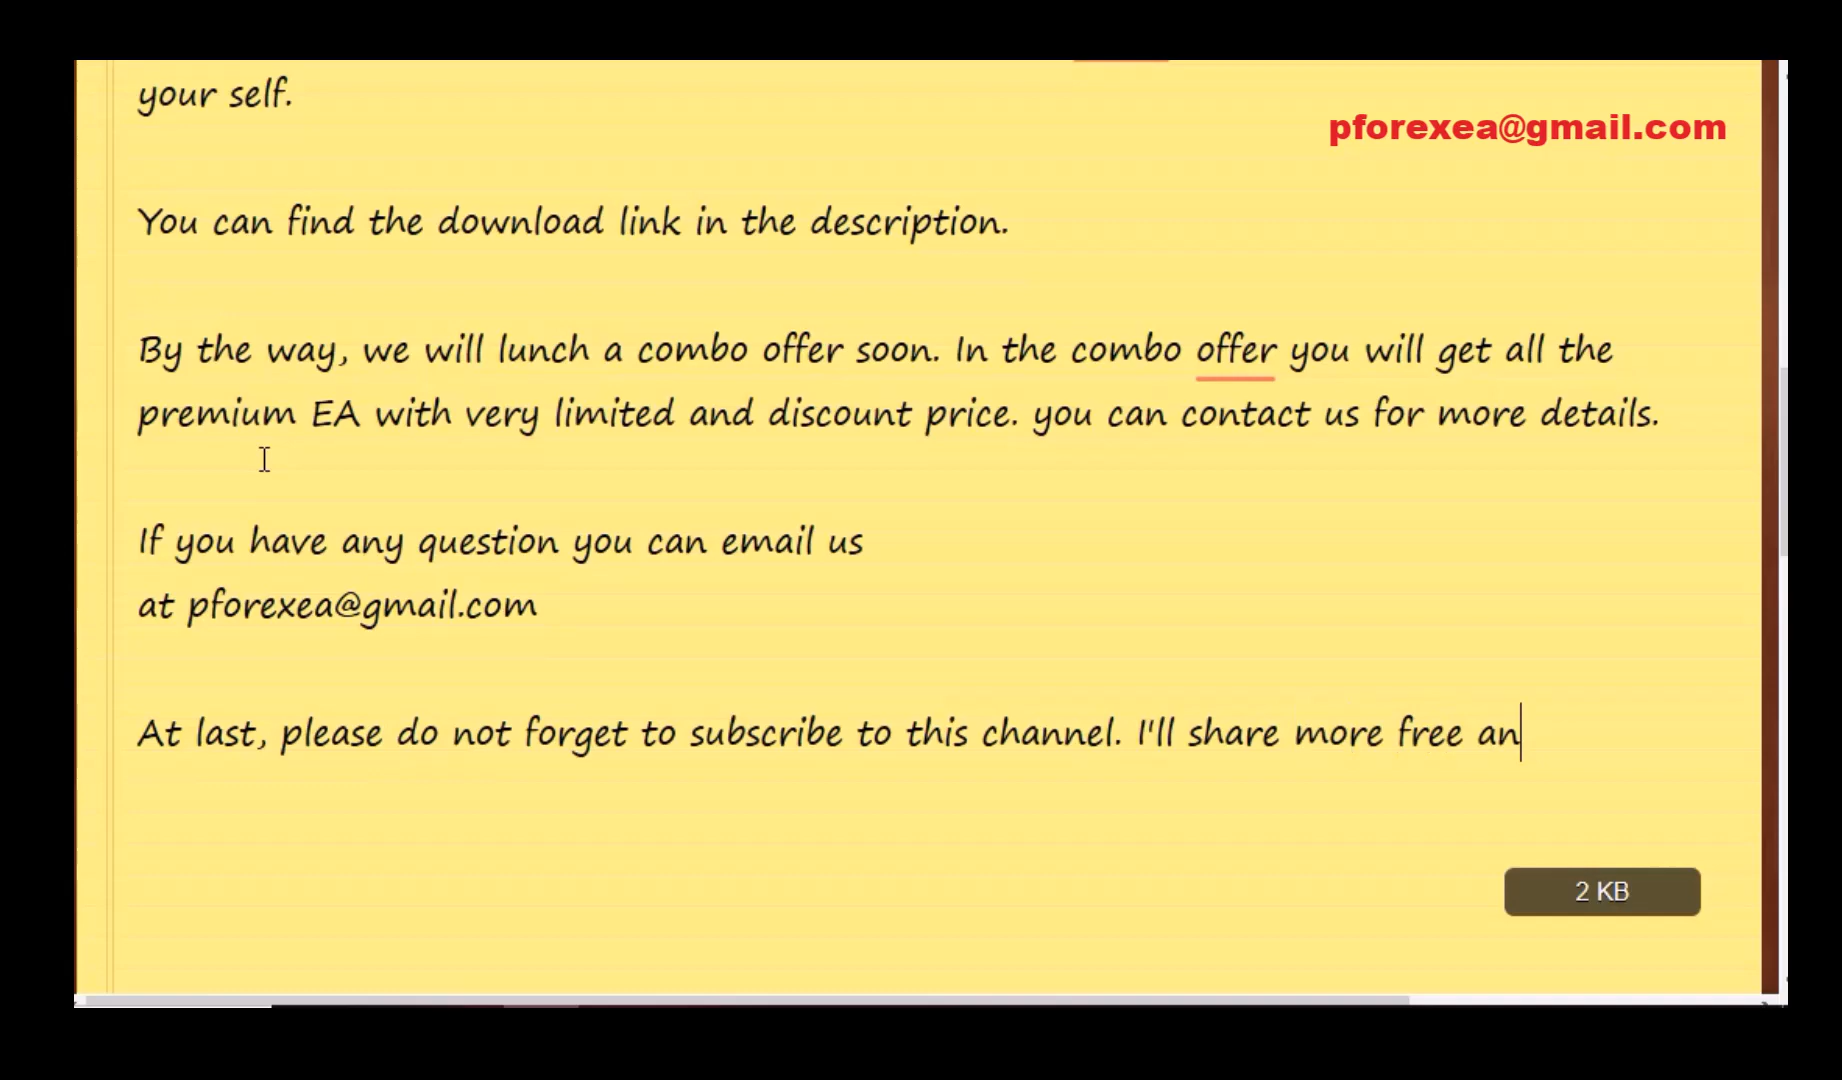 your self.
pforexea@gmail.com
You can find the download link in the description.
By the way, we will lunch a combo offer soon. In the combo offer you will get all the
premium EA with very limited and discount price. you can contact us for more details.
If you have any question you can email us
at pforexea@gmail.com
At last, please do not forget to subscribe to this channel. I'll share more free an
2 KB